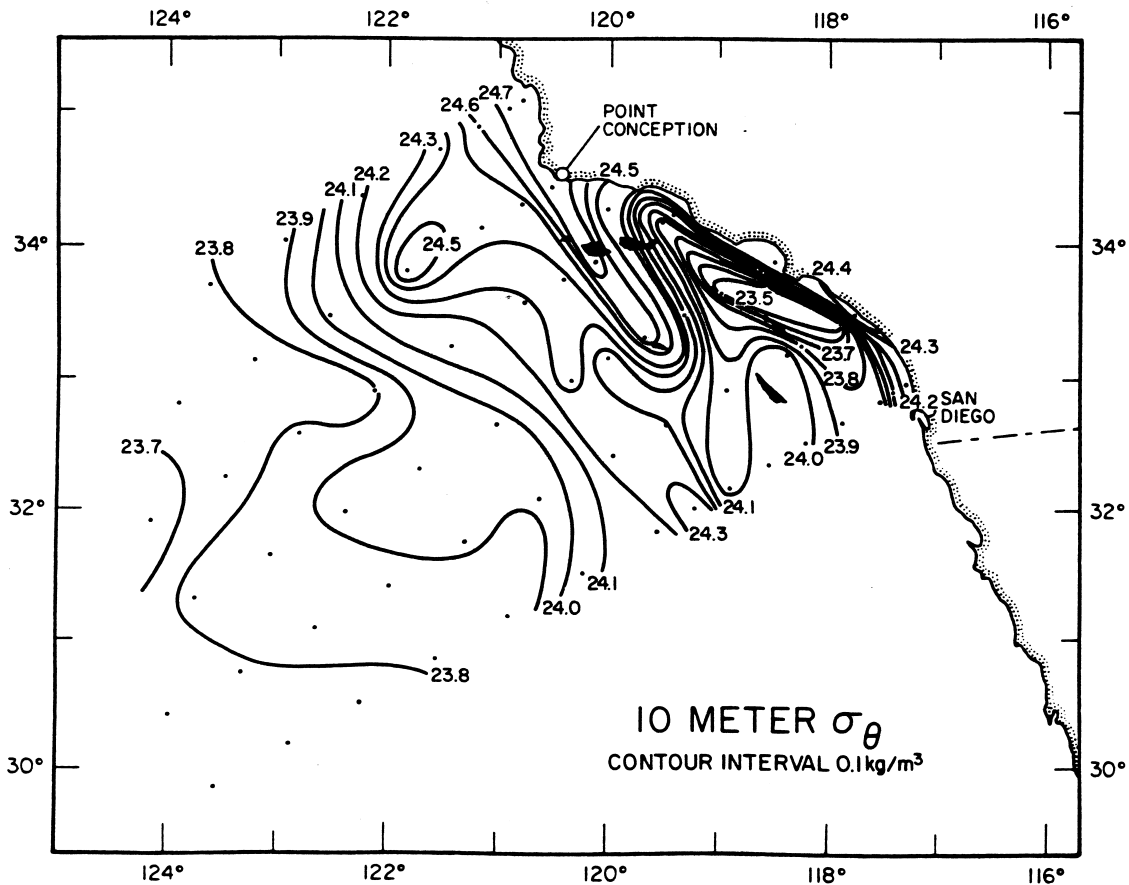 124° 122° 120° 118° 116°
24.6 24.7
POINT
CONCEPTION
24.3
24.5
24.2
24.1
23.9
34° 23.8 24.5 34°
24.4
23.5
24.3
23.7
23.8
24.2 SAN
DIEGO
23.7
23.9
24.0
32° 32°
24.1
24.3
24.1
24.0
23.8
10 METER σθ
CONTOUR INTERVAL 0.1kg/m³
30° 30°
124° 122° 120° 118° 116°